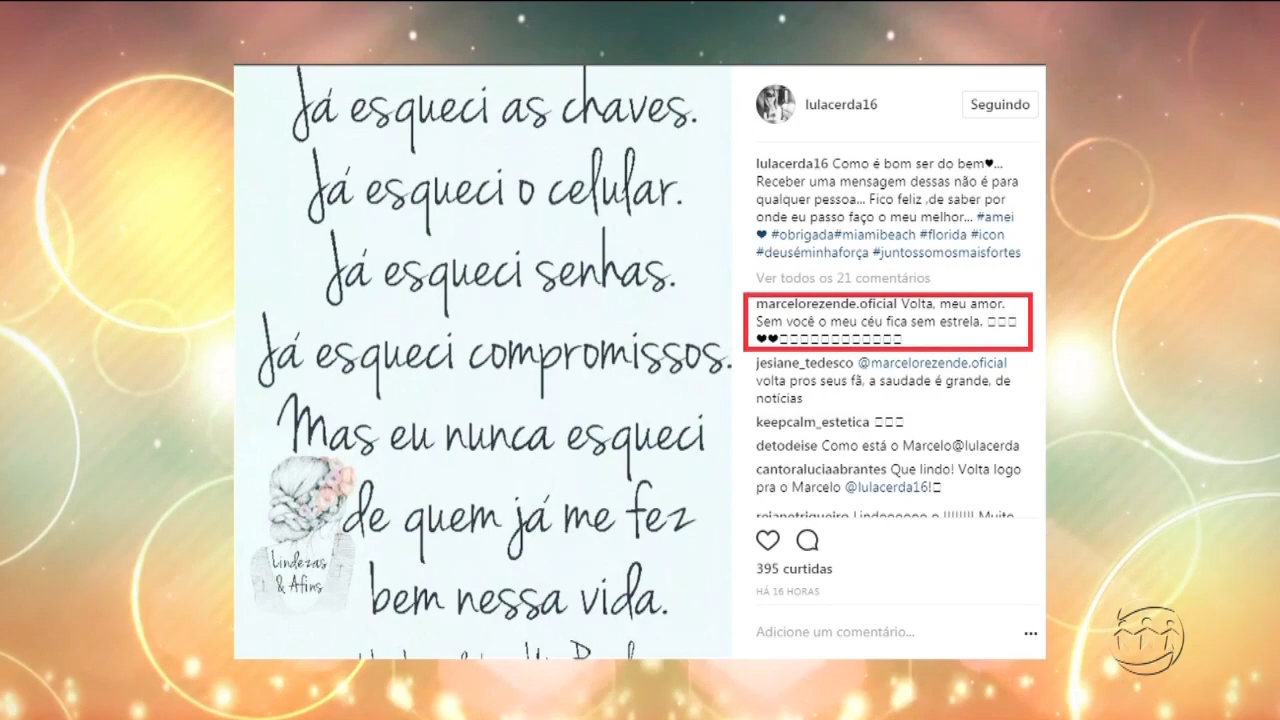 Já esqueci as chaves.
Já esqueci o celular.
Já esqueci senhas.
Já esqueci compromissos.
Mas eu nunca esqueci
de quem já me fez
bem nessa vida.
Lindezas
& Afins
lulacerda16
Seguindo
lulacerda16 Como é bom ser do bem♥...
Receber uma mensagem dessas não é para
qualquer pessoa... Fico feliz ,de saber por
onde eu passo faço o meu melhor... #amei
♥ #obrigada#miamibeach #florida #icon
#deuséminhaforça #juntossomosmaisfortes
Ver todos os 21 comentários
marcelorezende.oficial Volta, meu amor.
Sem você o meu céu fica sem estrela. □□□
♥♥□□□□□□□□□□□□
jesiane_tedesco @marcelorezende.oficial
volta pros seus fã, a saudade é grande, de
notícias
keepcalm_estetica □□□
detodeise Como está o Marcelo@lulacerda
cantoraluciaabrantes Que lindo! Volta logo
pra o Marcelo @lulacerda16!□
395 curtidas
HÁ 16 HORAS
Adicione um comentário...